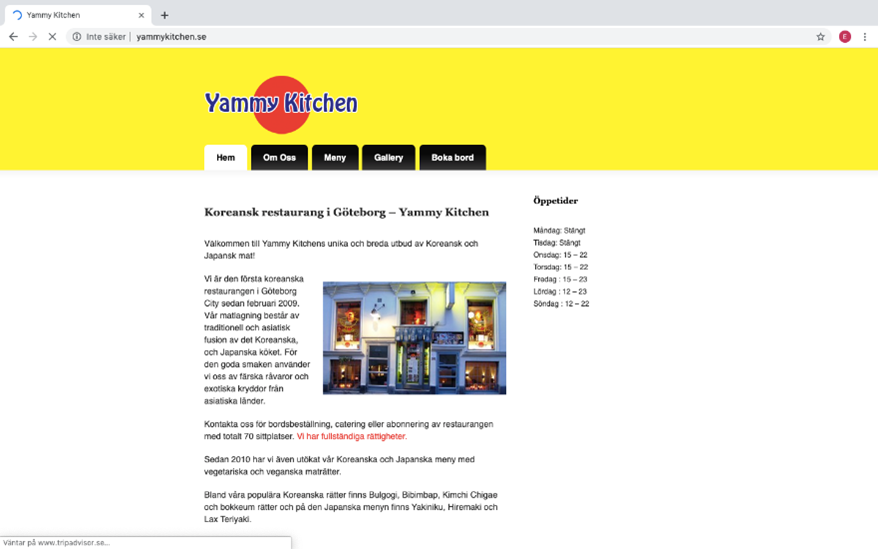 Yammy Kitchen
Inte säker | yammykitchen.se
E
Yammy Kitchen
Hem
Om Oss
Meny
Gallery
Boka bord
Koreansk restaurang i Göteborg – Yammy Kitchen
Välkommen till Yammy Kitchens unika och breda utbud av Koreansk och
Japansk mat!
Vi är den första koreanska
restaurangen i Göteborg
City sedan februari 2009.
Vår matlagning består av
traditionell och asiatisk
fusion av det Koreanska,
och Japanska köket. För
den goda smaken använder
vi oss av färska råvaror och
exotiska kryddor från
asiatiska länder.
Kontakta oss för bordsbeställning, catering eller abonnering av restaurangen
med totalt 70 sittplatser. Vi har fullständiga rättigheter.
Sedan 2010 har vi även utökat vår Koreanska och Japanska meny med
vegetariska och veganska maträtter.
Bland våra populära Koreanska rätter finns Bulgogi, Bibimbap, Kimchi Chigae
och bokkeum rätter och på den Japanska menyn finns Yakiniku, Hiremaki och
Lax Teriyaki.
Öppetider
Måndag: Stängt
Tisdag: Stängt
Onsdag: 15 – 22
Torsdag: 15 – 22
Fredag : 15 – 23
Lördag : 12 – 23
Söndag : 12 – 22
Väntar på www.tripadvisor.se...